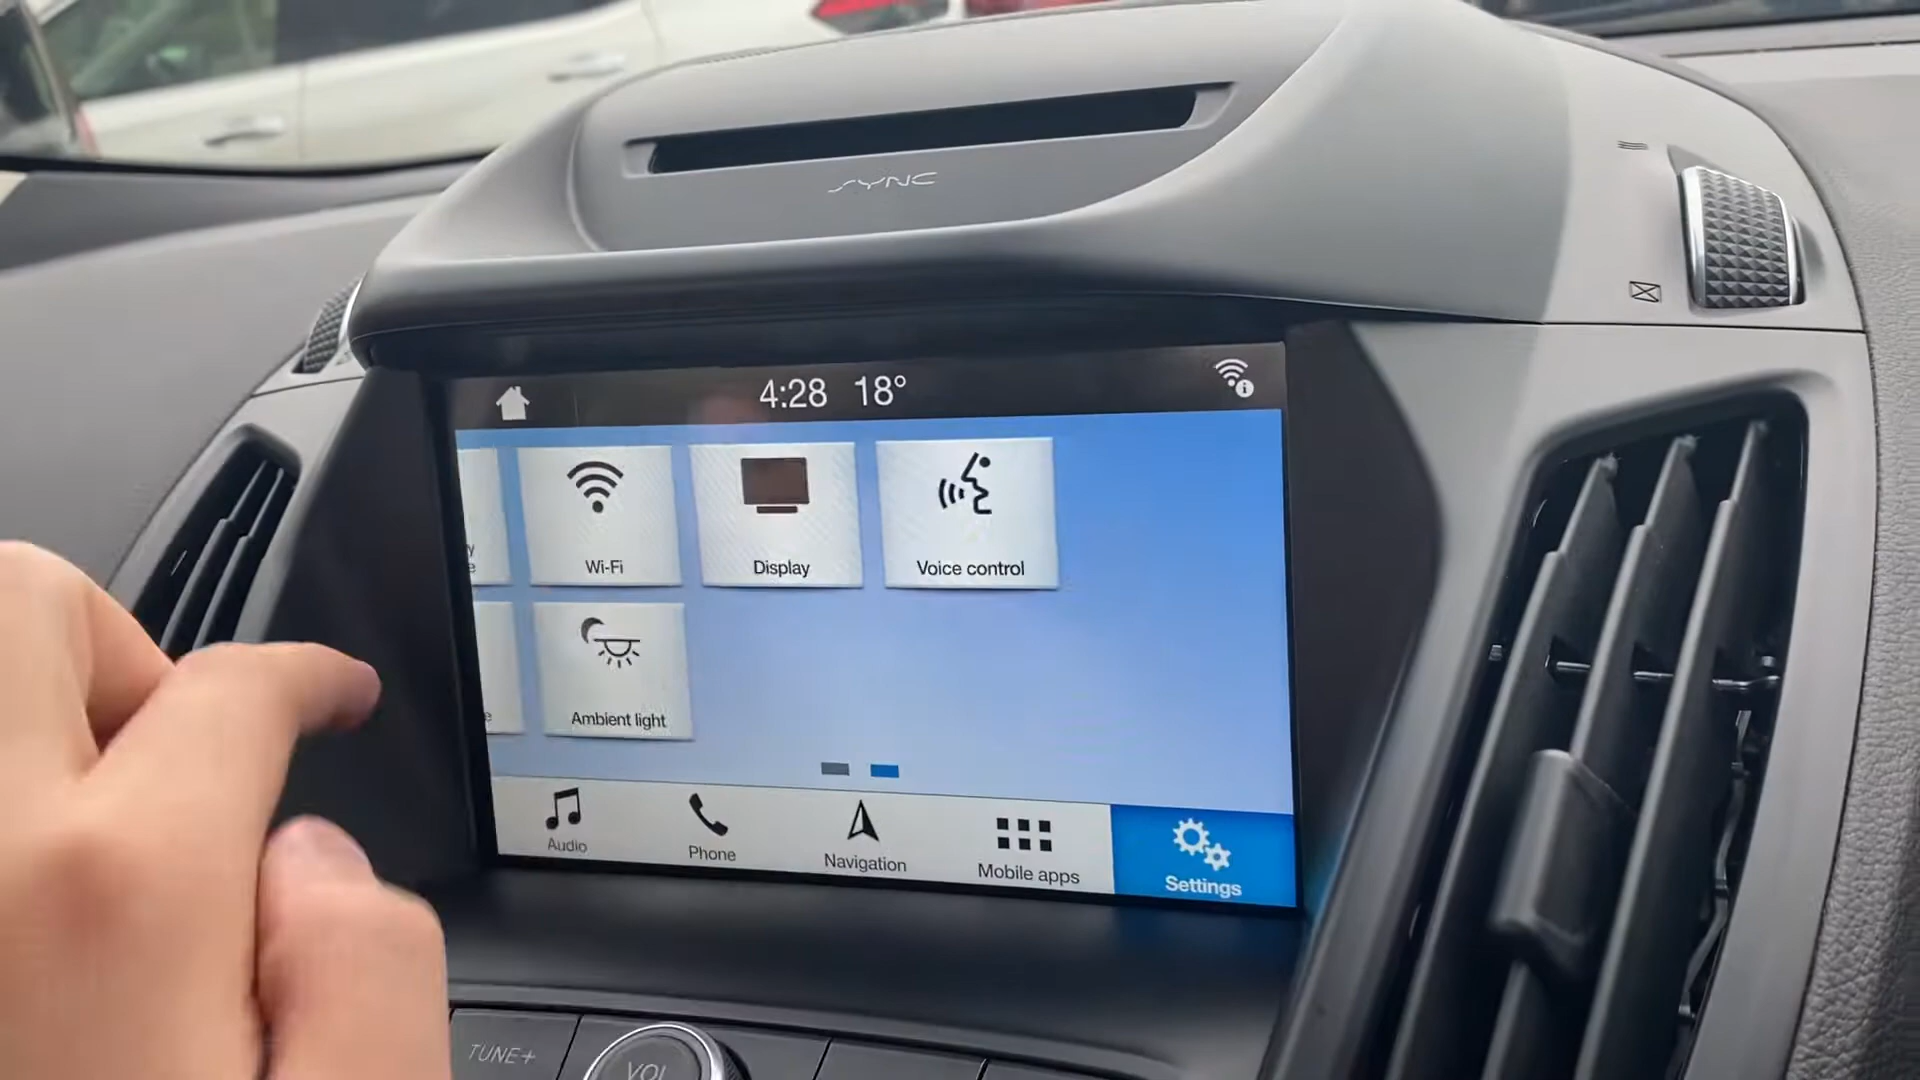 SYNC
4:28 18°
Wi-Fi
Display
Voice control
Ambient light
Audio
Phone
Navigation
Mobile apps
Settings
TUNE+
VOL